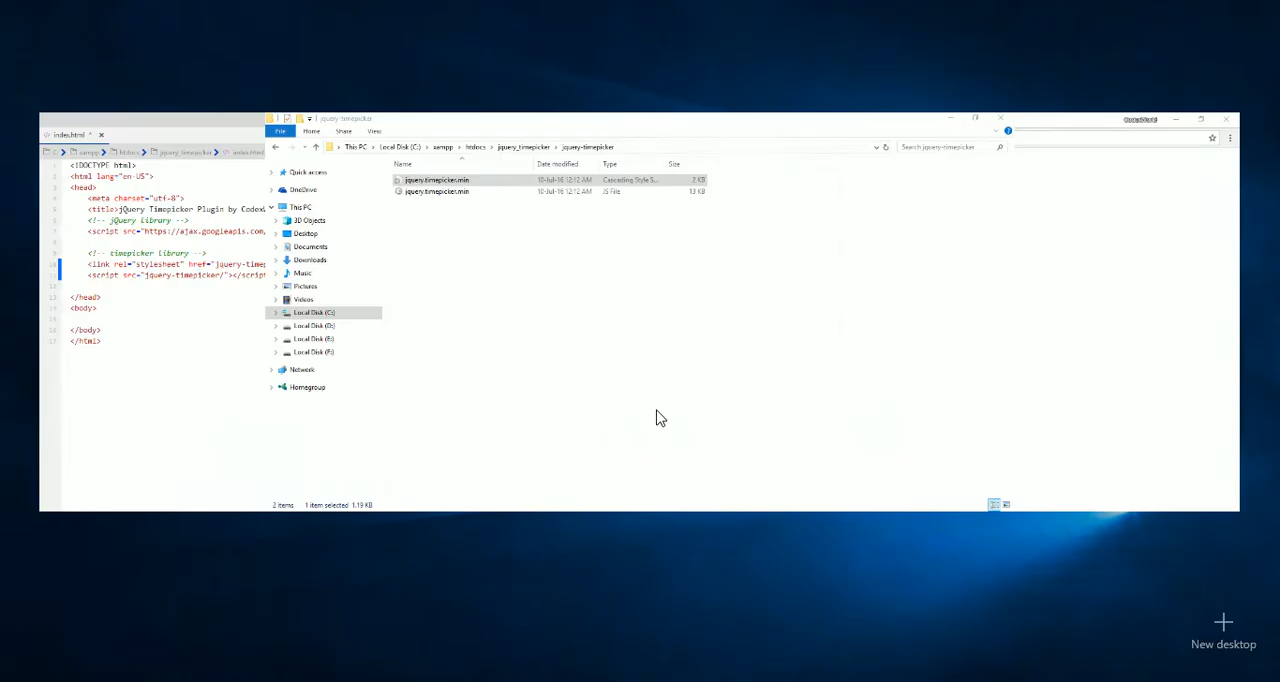 index.html *
<!DOCTYPE html>
<html lang="en-US">
<head>
<meta charset="utf-8">
<title>jQuery Timepicker Plugin by Codex
<!-- jQuery library -->
<script src="https://ajax.googleapis.com,
<!-- timepicker library -->
<link rel="stylesheet" href="jquery-time
<script src="jquery-timepicker/"></script
</head>
<body>
</body>
</html>
xampp
htdocs
jquery_timepicker
index.html
jquery-timepicker
File Home Share View
This PC Local Disk (C:) xampp htdocs jquery_timepicker jquery-timepicker
Search jquery-timepicker
Name Date modified Type Size
jquery.timepicker.min 10-Jul-16 12:12 AM Cascading Style S... 2 KB
jquery.timepicker.min 10-Jul-16 12:12 AM JS File 13 KB
Quick access
OneDrive
This PC
3D Objects
Desktop
Documents
Downloads
Music
Pictures
Videos
Local Disk (C:)
Local Disk (D:)
Local Disk (E:)
Local Disk (F:)
Network
Homegroup
2 items 1 item selected 1.19 KB
CodexWorld
New desktop